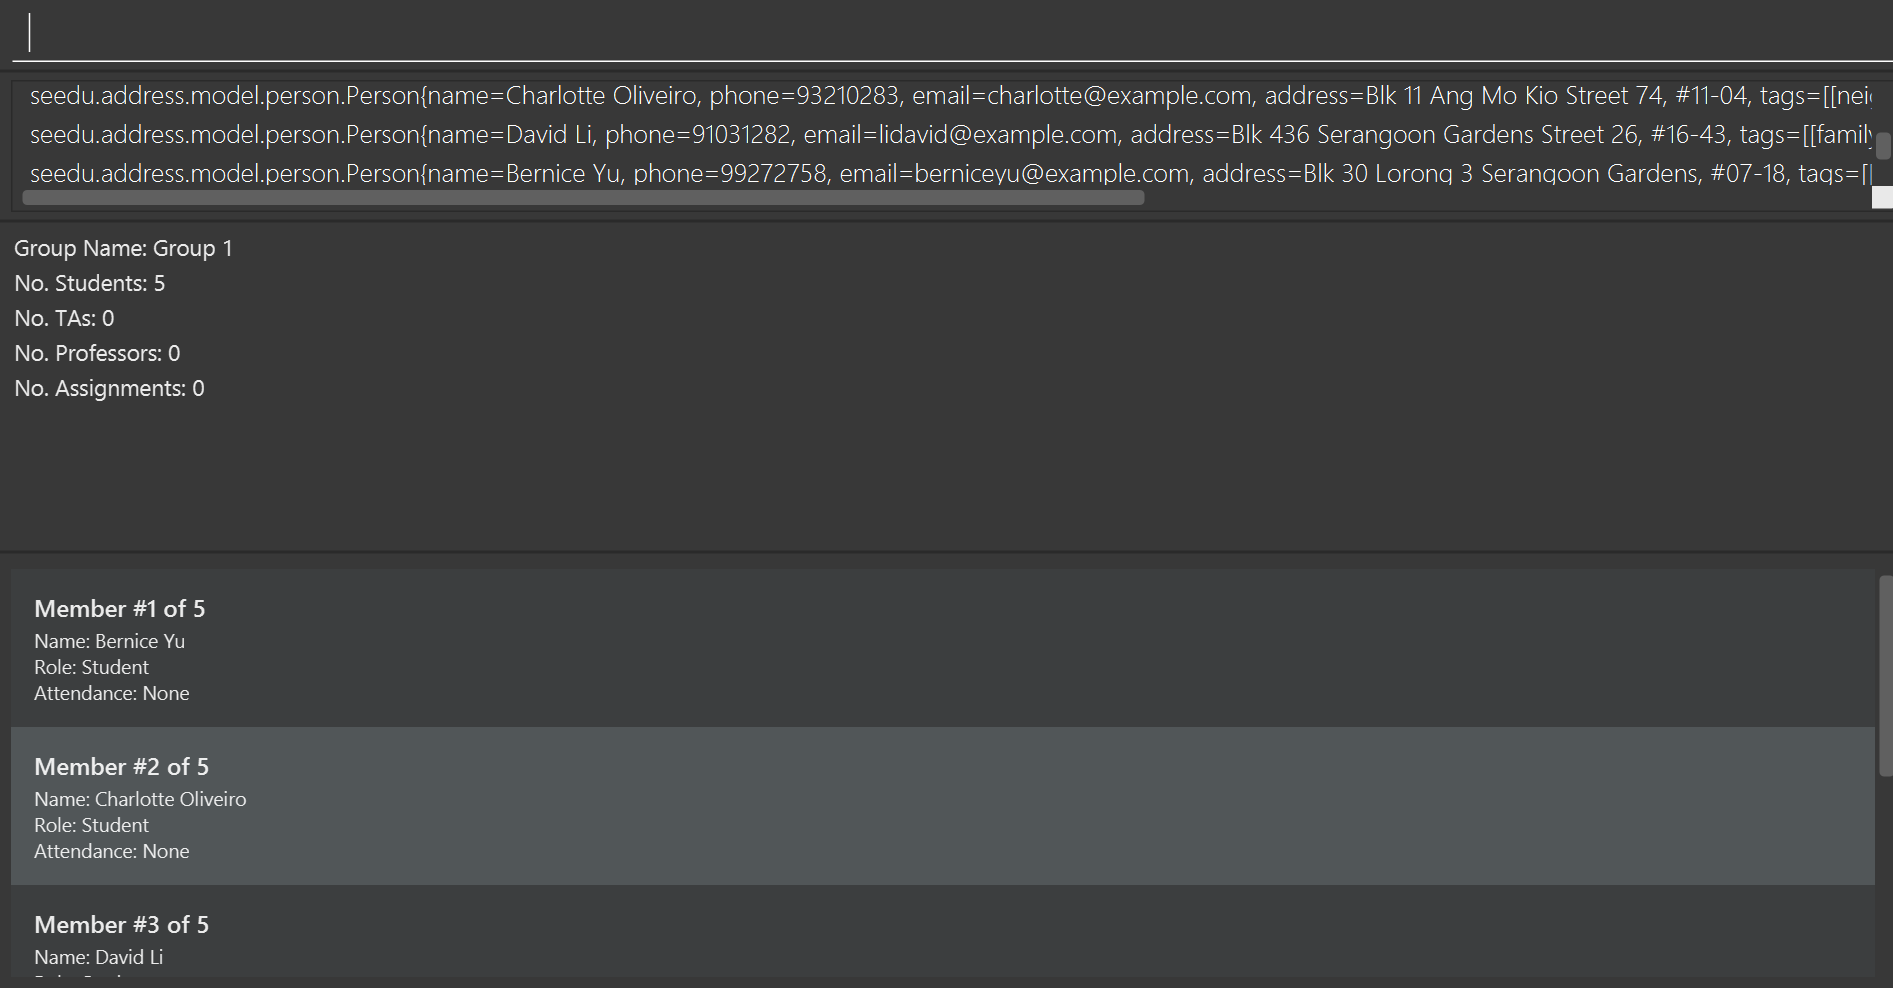 seedu.address.model.person.Person{name=Charlotte Oliveiro, phone=93210283, email=charlotte@example.com, address=Blk 11 Ang Mo Kio Street 74, #11-04, tags=[[nei
seedu.address.model.person.Person{name=David Li, phone=91031282, email=lidavid@example.com, address=Blk 436 Serangoon Gardens Street 26, #16-43, tags=[[family
seedu.address.model.person.Person{name=Bernice Yu, phone=99272758, email=berniceyu@example.com, address=Blk 30 Lorong 3 Serangoon Gardens, #07-18, tags=[[
Group Name: Group 1
No. Students: 5
No. TAs: 0
No. Professors: 0
No. Assignments: 0
Member #1 of 5
Name: Bernice Yu
Role: Student
Attendance: None
Member #2 of 5
Name: Charlotte Oliveiro
Role: Student
Attendance: None
Member #3 of 5
Name: David Li